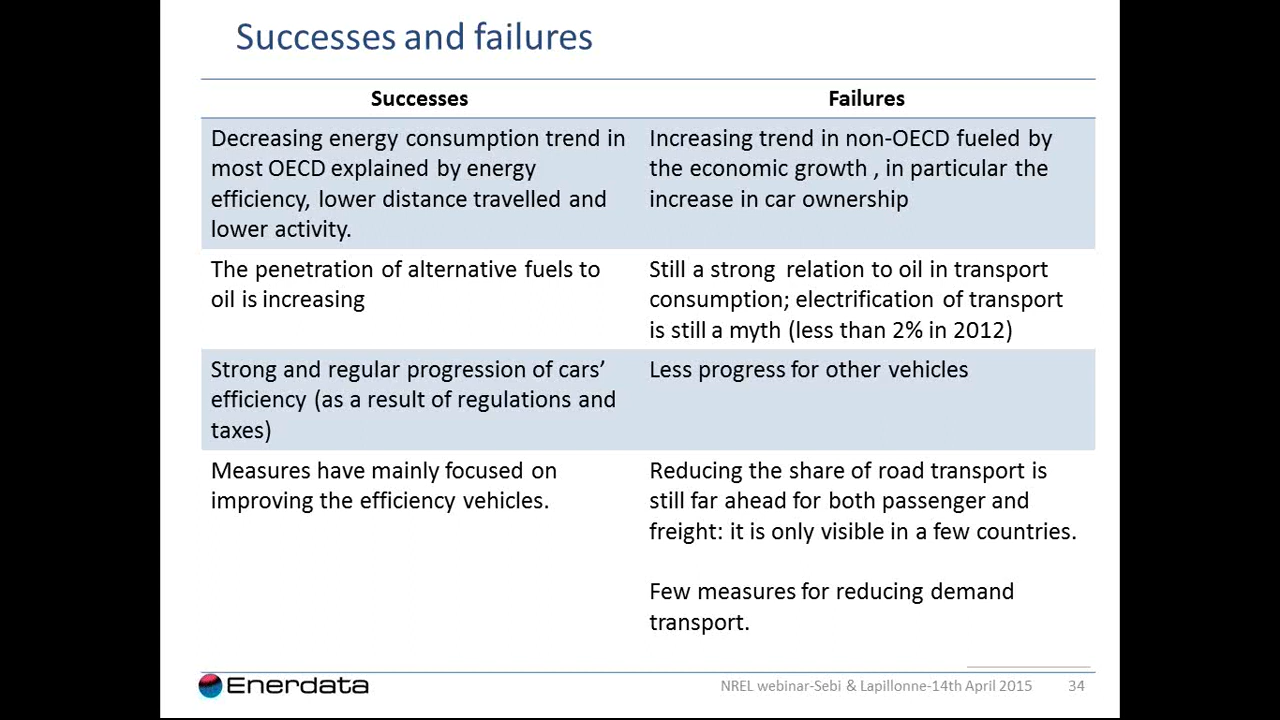 Successes and failures
Successes
Failures
Decreasing energy consumption trend in
most OECD explained by energy
efficiency, lower distance travelled and
lower activity.
Increasing trend in non-OECD fueled by
the economic growth , in particular the
increase in car ownership
The penetration of alternative fuels to
oil is increasing
Still a strong relation to oil in transport
consumption; electrification of transport
is still a myth (less than 2% in 2012)
Strong and regular progression of cars’
efficiency (as a result of regulations and
taxes)
Less progress for other vehicles
Measures have mainly focused on
improving the efficiency vehicles.
Reducing the share of road transport is
still far ahead for both passenger and
freight: it is only visible in a few countries.
Few measures for reducing demand
transport.
Enerdata
NREL webinar-Sebi & Lapillonne-14th April 2015
34